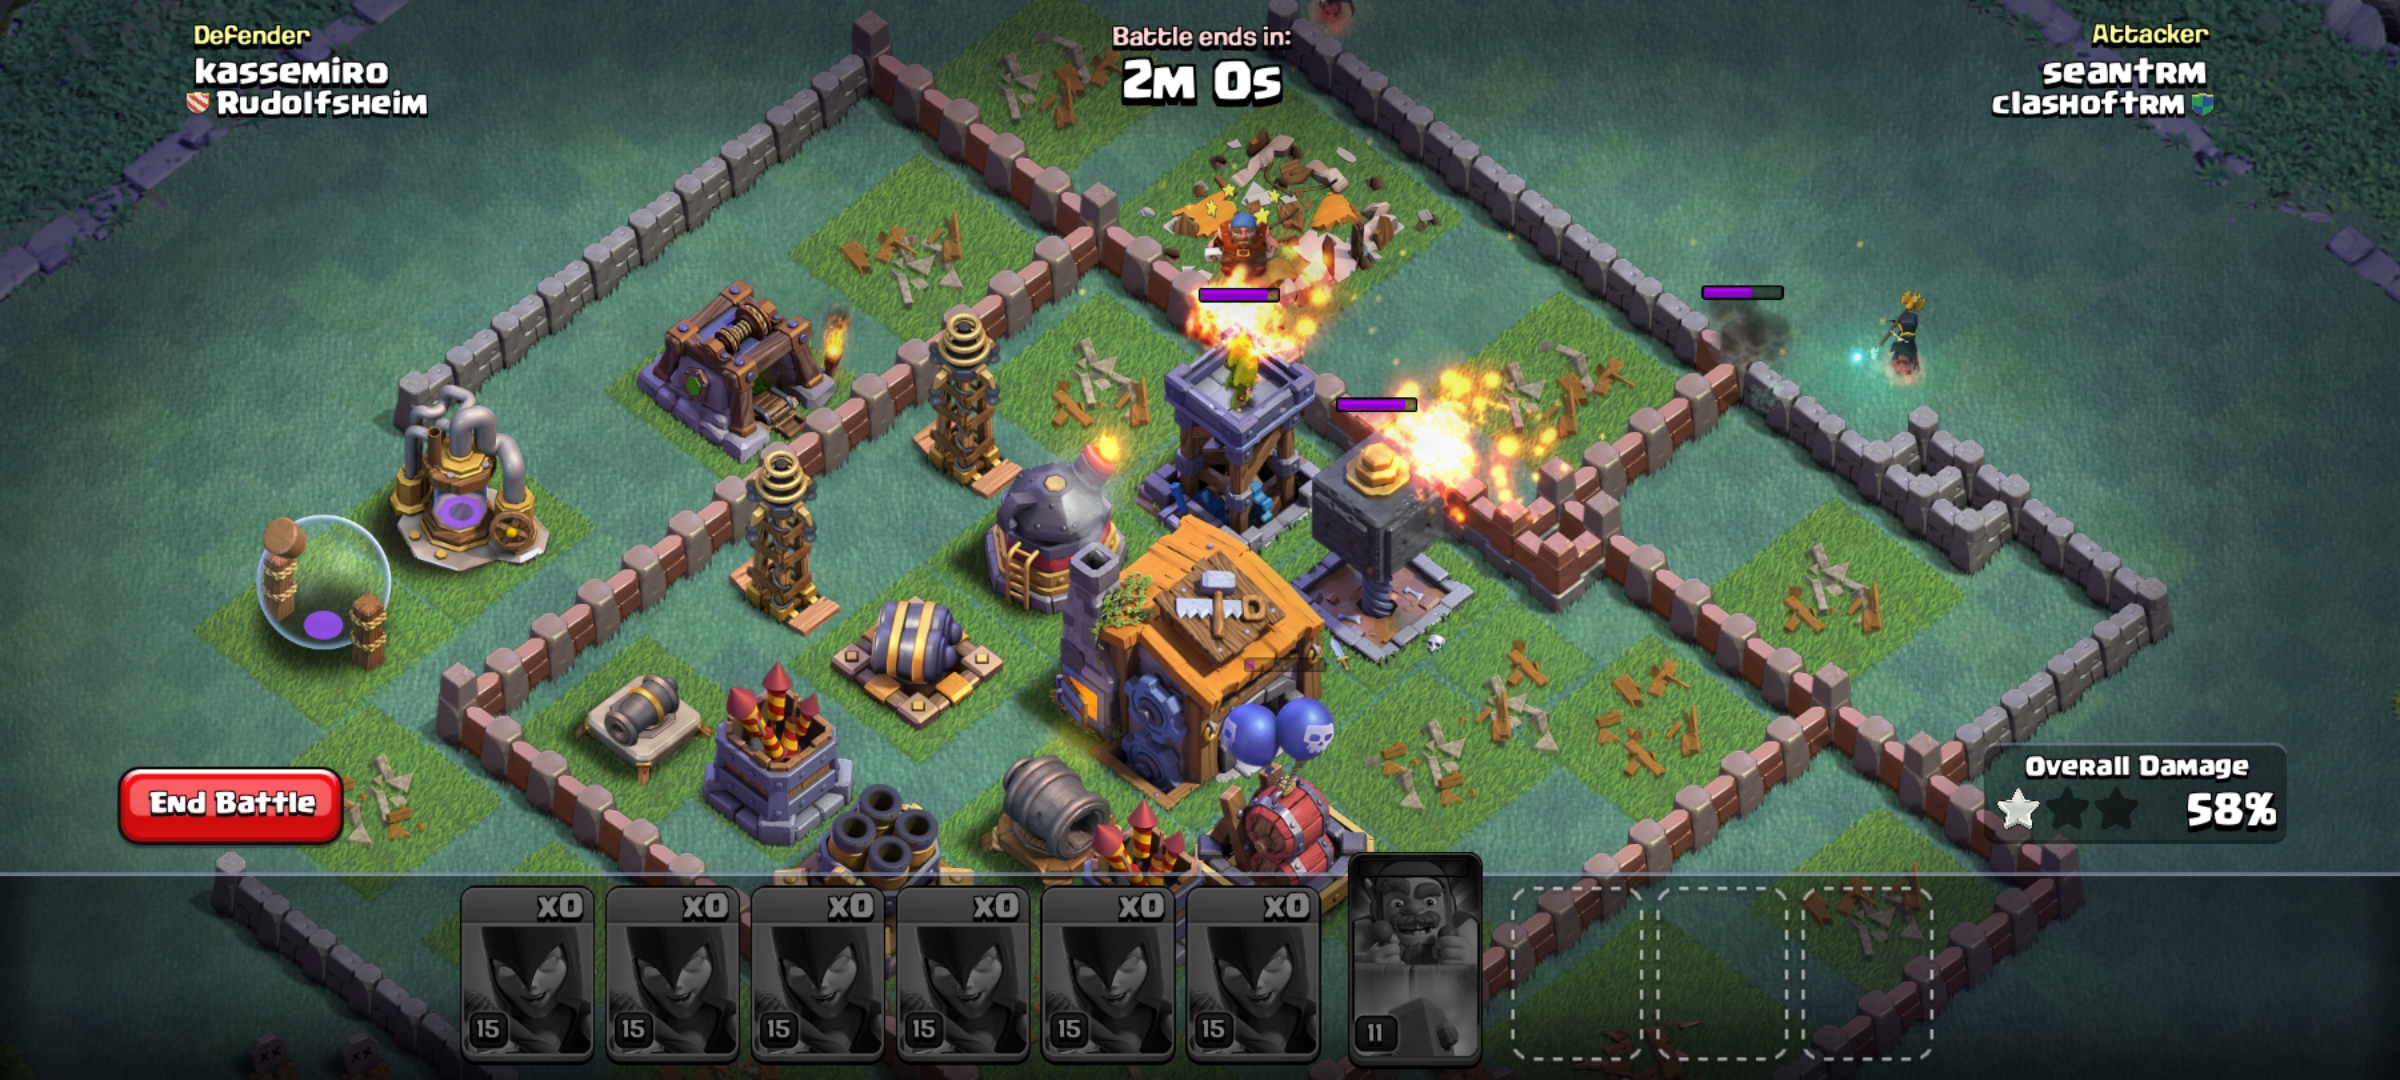 Defender
kassemiro
Rudolfsheim
Battle ends in:
2m 0s
Attacker
seantrm
clashoftrm
End Battle
Overall Damage
58%
x0 x0 x0 x0 x0 x0
15 15 15 15 15 15 11